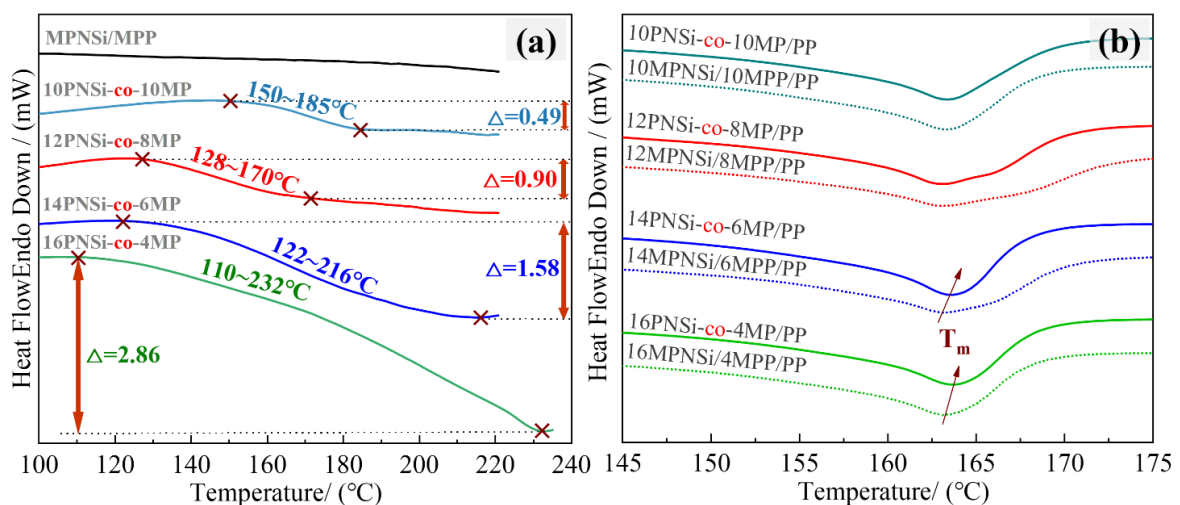 (a)
MPNSi/MPP
10PNSi-co-10MP
150~185℃
△=0.49
12PNSi-co-8MP
128~170℃
△=0.90
14PNSi-co-6MP
122~216℃
△=1.58
16PNSi-co-4MP
110~232℃
△=2.86
Heat FlowEndo Down / (mW)
100 120 140 160 180 200 220 240
Temperature/ (℃)
(b)
10PNSi-co-10MP/PP
10MPNSi/10MPP/PP
12PNSi-co-8MP/PP
12MPNSi/8MPP/PP
14PNSi-co-6MP/PP
14MPNSi/6MPP/PP
Tm
16PNSi-co-4MP/PP
16MPNSi/4MPP/PP
Heat FlowEndo Down / (mW)
145 150 155 160 165 170 175
Temperature/ (℃)